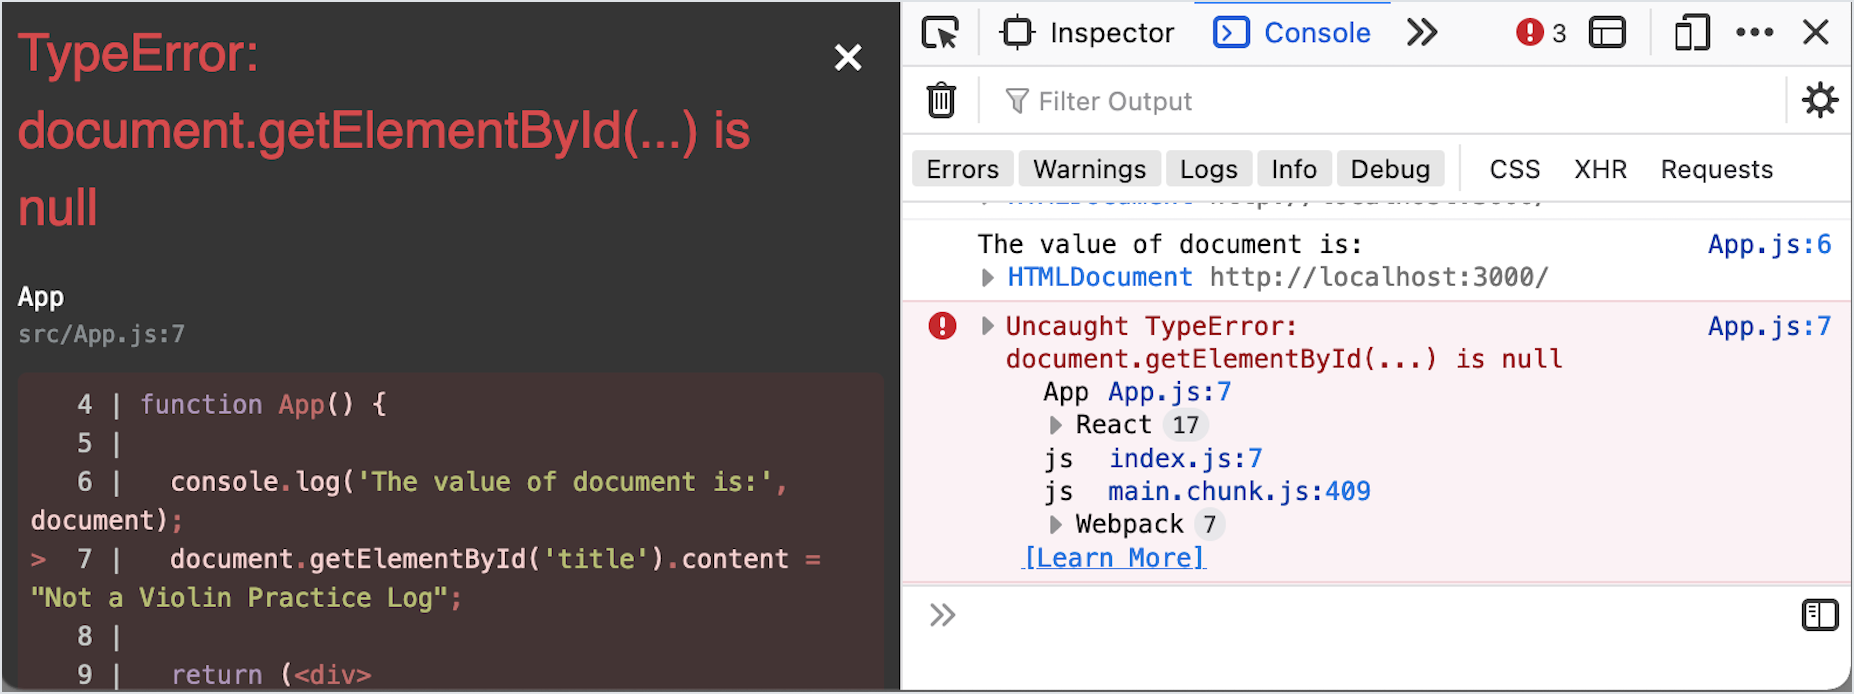 TypeError:
document.getElementById(...) is
null
App
src/App.js:7
4 | function App() {
5 |
6 | console.log('The value of document is:',
document);
> 7 | document.getElementById('title').content =
"Not a Violin Practice Log";
8 |
9 | return (<div>
Inspector Console 3
Filter Output
Errors Warnings Logs Info Debug CSS XHR Requests
The value of document is: App.js:6
HTMLDocument http://localhost:3000/
Uncaught TypeError: App.js:7
document.getElementById(...) is null
App App.js:7
React 17
js index.js:7
js main.chunk.js:409
Webpack 7
[Learn More]